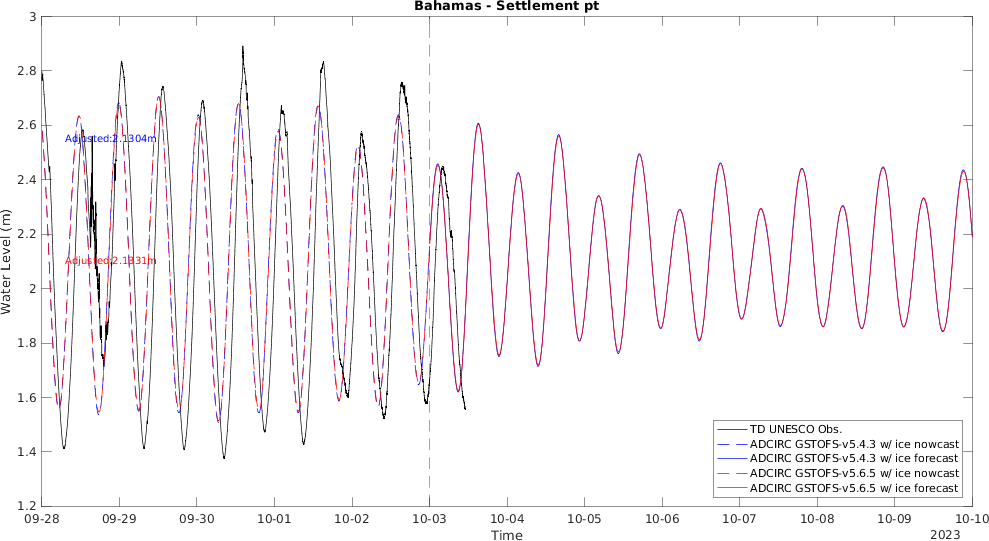 Bahamas - Settlement pt
3
2.8
2.6
2.4
2.2
2
1.8
1.6
1.4
1.2
Water Level (m)
Adjusted:2.1304m
Adjusted:2.1331m
TD UNESCO Obs.
ADCIRC GSTOFS-v5.4.3 w/ ice nowcast
ADCIRC GSTOFS-v5.4.3 w/ ice forecast
ADCIRC GSTOFS-v5.6.5 w/ ice nowcast
ADCIRC GSTOFS-v5.6.5 w/ ice forecast
09-28 09-29 09-30 10-01 10-02 10-03 10-04 10-05 10-06 10-07 10-08 10-09 10-10
Time
2023